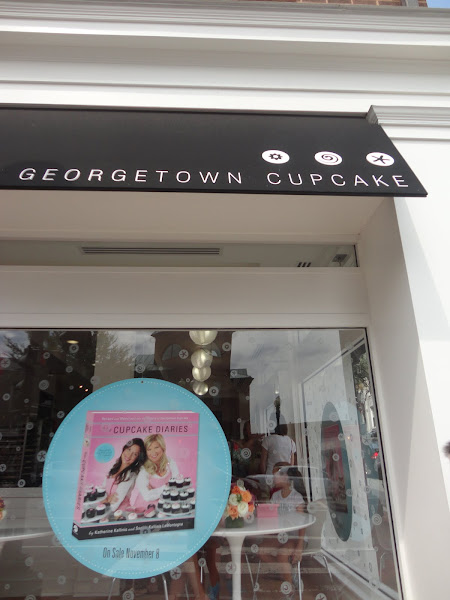 GEORGETOWN CUPCAKE
CUPCAKE DIARIES
by Katherine Kallinis and Sophie Kallinis LaMontagne
On Sale November 8